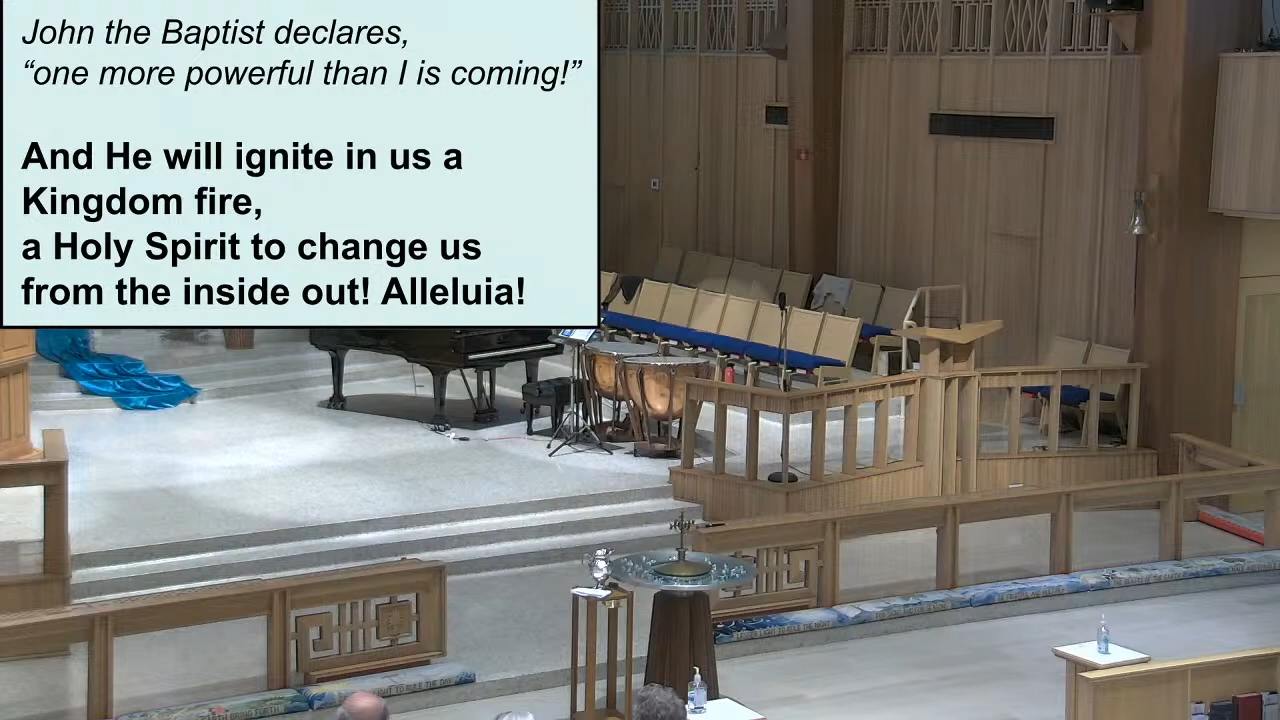 John the Baptist declares,
“one more powerful than I is coming!”
And He will ignite in us a
Kingdom fire,
a Holy Spirit to change us
from the inside out! Alleluia!